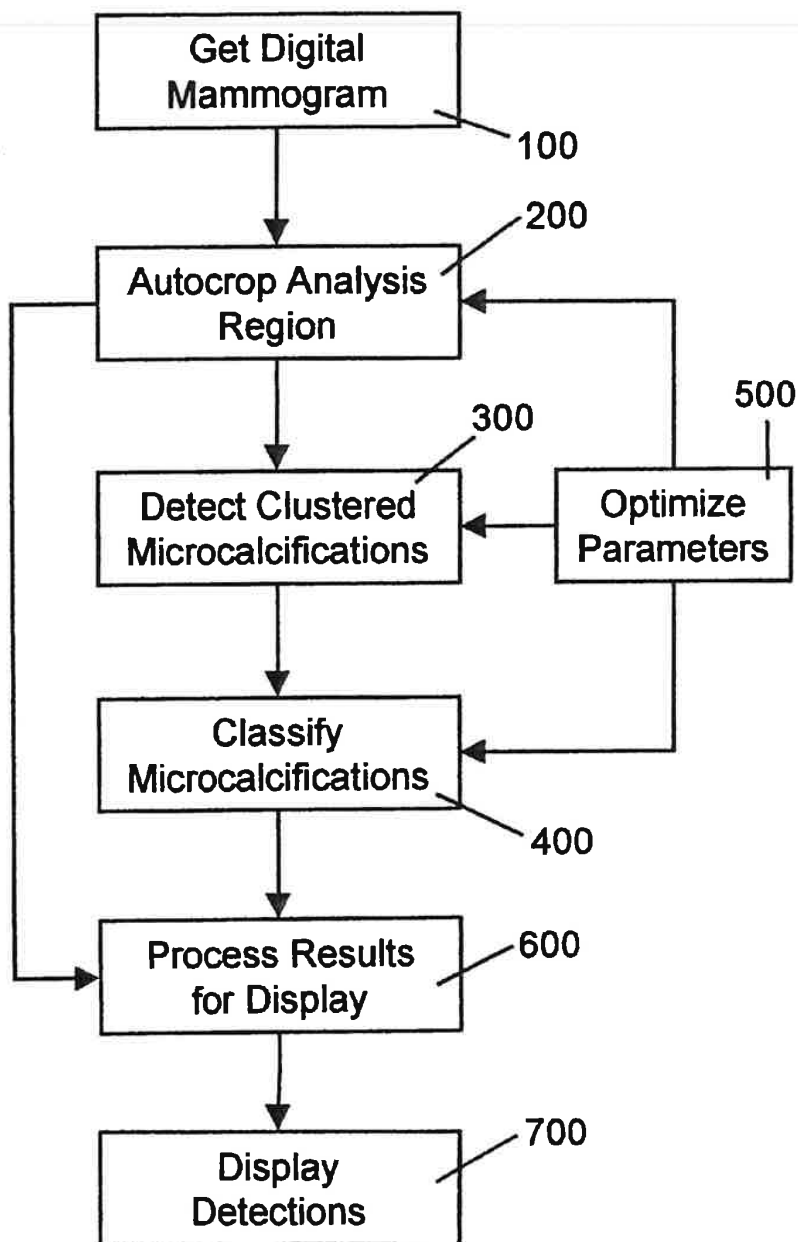 Get Digital
Mammogram
100
200
Autocrop Analysis
Region
500
300
Detect Clustered
Microcalcifications
Optimize
Parameters
Classify
Microcalcifications
400
Process Results
for Display
600
700
Display
Detections